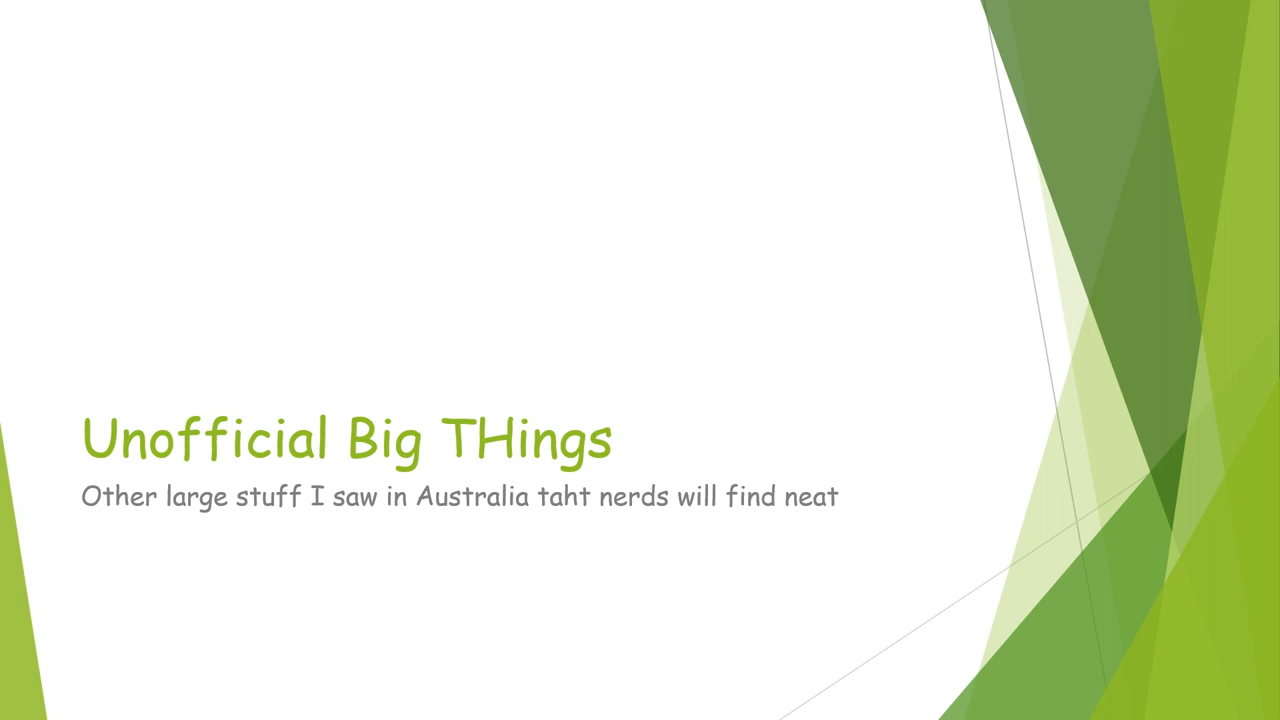 Unofficial Big THings
Other large stuff I saw in Australia taht nerds will find neat